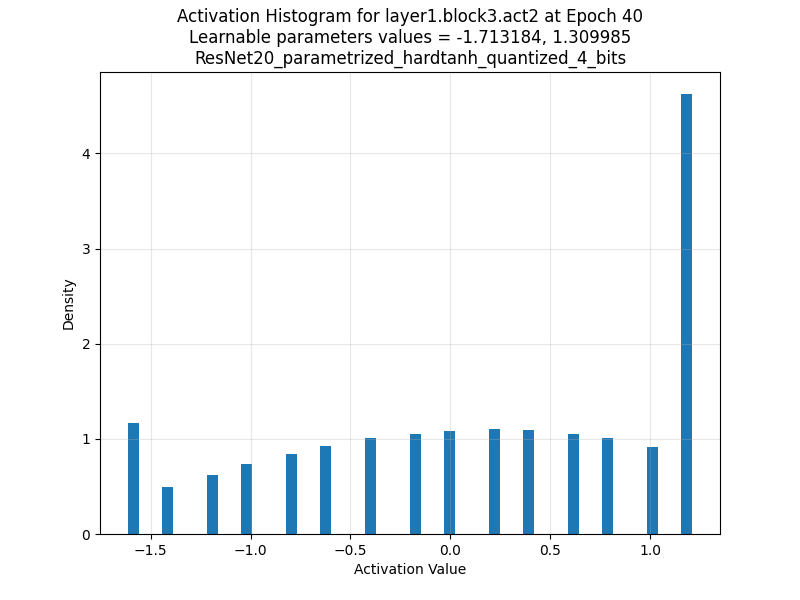 Activation Histogram for layer1.block3.act2 at Epoch 40
Learnable parameters values = -1.713184, 1.309985
ResNet20_parametrized_hardtanh_quantized_4_bits
Density
4
3
2
1
0
−1.5
−1.0
−0.5
0.0
0.5
1.0
Activation Value